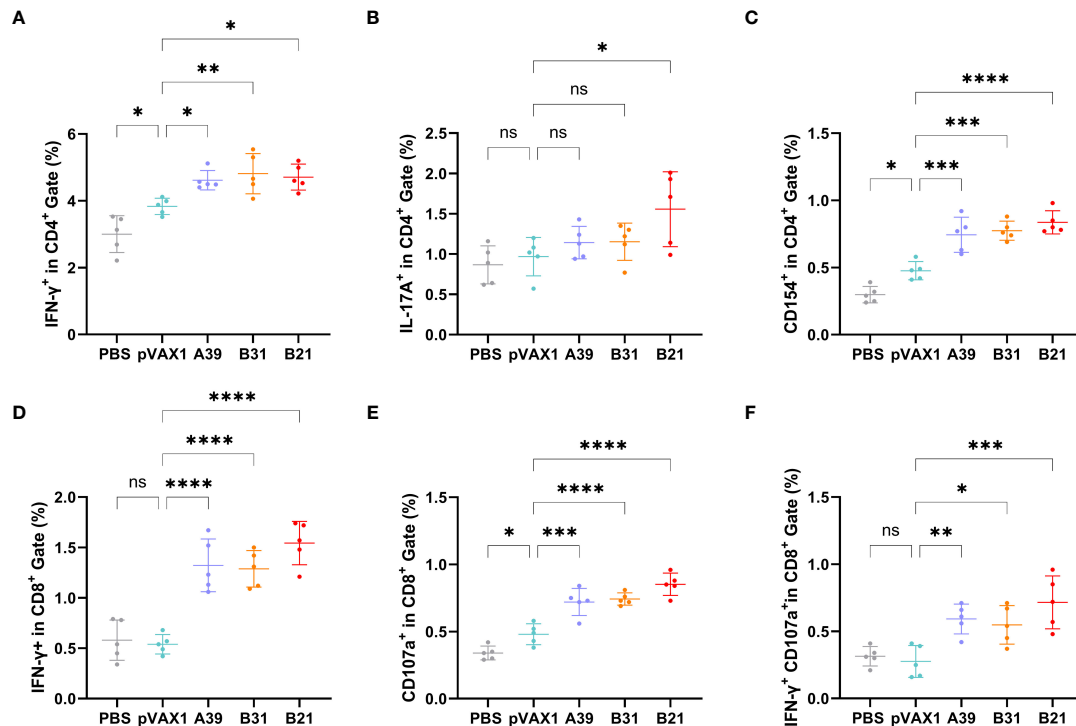 A
*
**
* *
IFN-γ⁺ in CD4⁺ Gate (%)
6
4
2
0
PBS pVAX1 A39 B31 B21
B
*
ns
ns ns
IL-17A⁺ in CD4⁺ Gate (%)
2.5
2.0
1.5
1.0
0.5
0.0
PBS pVAX1 A39 B31 B21
C
****
***
* ***
CD154⁺ in CD4⁺ Gate (%)
1.5
1.0
0.5
0.0
PBS pVAX1 A39 B31 B21
D
****
****
ns ****
IFN-γ+ in CD8⁺ Gate (%)
2.0
1.5
1.0
0.5
0.0
PBS pVAX1 A39 B31 B21
E
****
****
* ***
CD107a⁺ in CD8⁺ Gate (%)
1.5
1.0
0.5
0.0
PBS pVAX1 A39 B31 B21
F
***
*
ns **
IFN-γ⁺ CD107a⁺in CD8⁺ Gate (%)
1.5
1.0
0.5
0.0
PBS pVAX1 A39 B31 B21